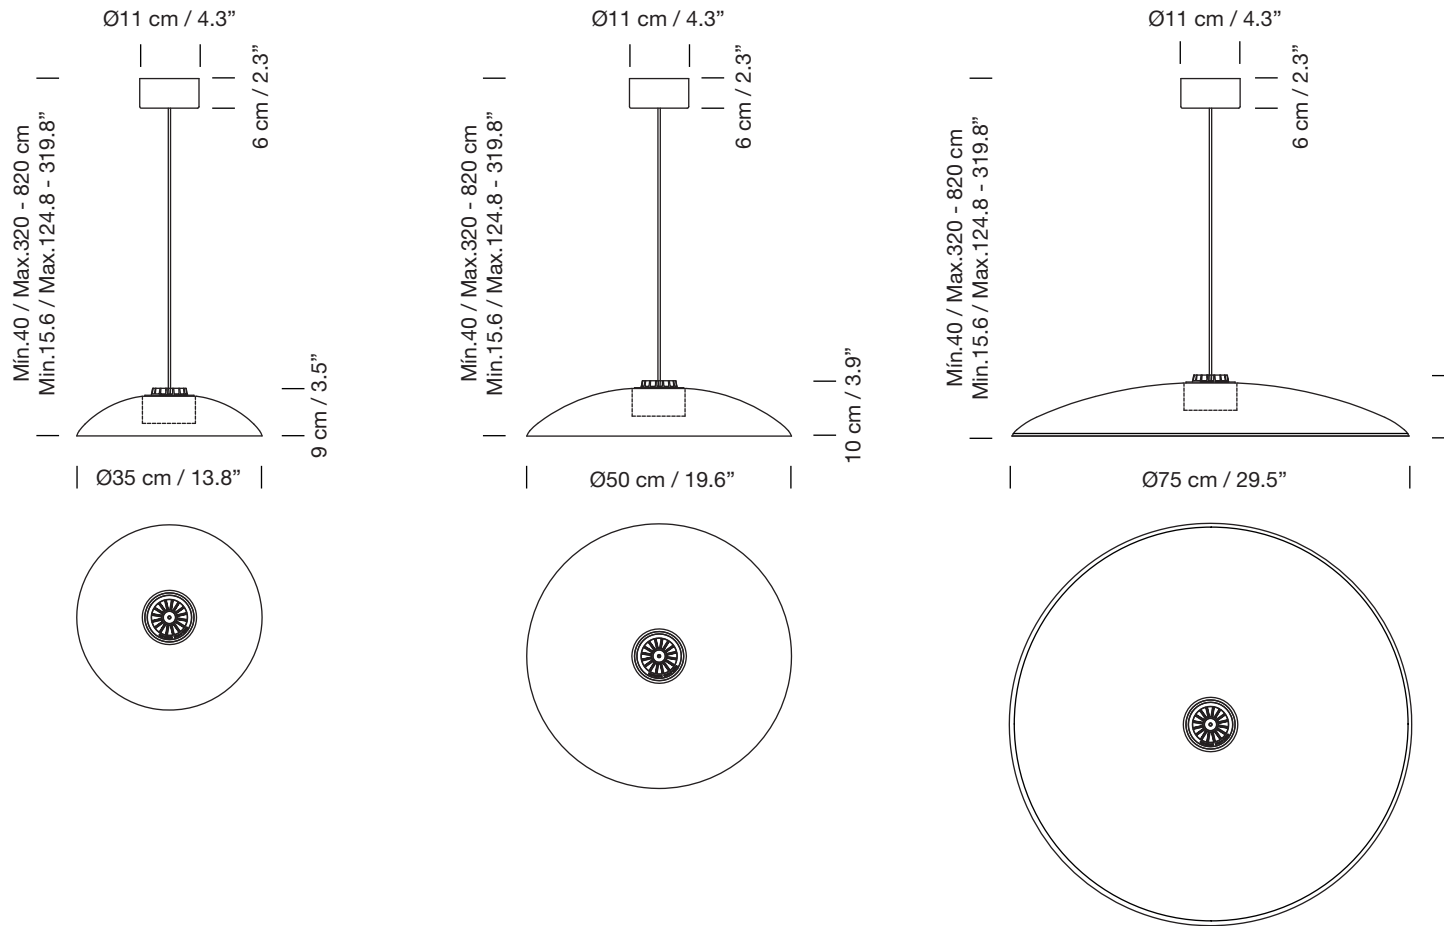 Ø11 cm / 4.3”
6 cm / 2.3”
Mín.40 / Max.320 - 820 cm
Min.15.6 / Max.124.8 - 319.8”
9 cm / 3.5”
Ø35 cm / 13.8”
Ø11 cm / 4.3”
6 cm / 2.3”
Mín.40 / Max.320 - 820 cm
Min.15.6 / Max.124.8 - 319.8”
10 cm / 3.9”
Ø50 cm / 19.6”
Ø11 cm / 4.3”
6 cm / 2.3”
Mín.40 / Max.320 - 820 cm
Min.15.6 / Max.124.8 - 319.8”
Ø75 cm / 29.5”